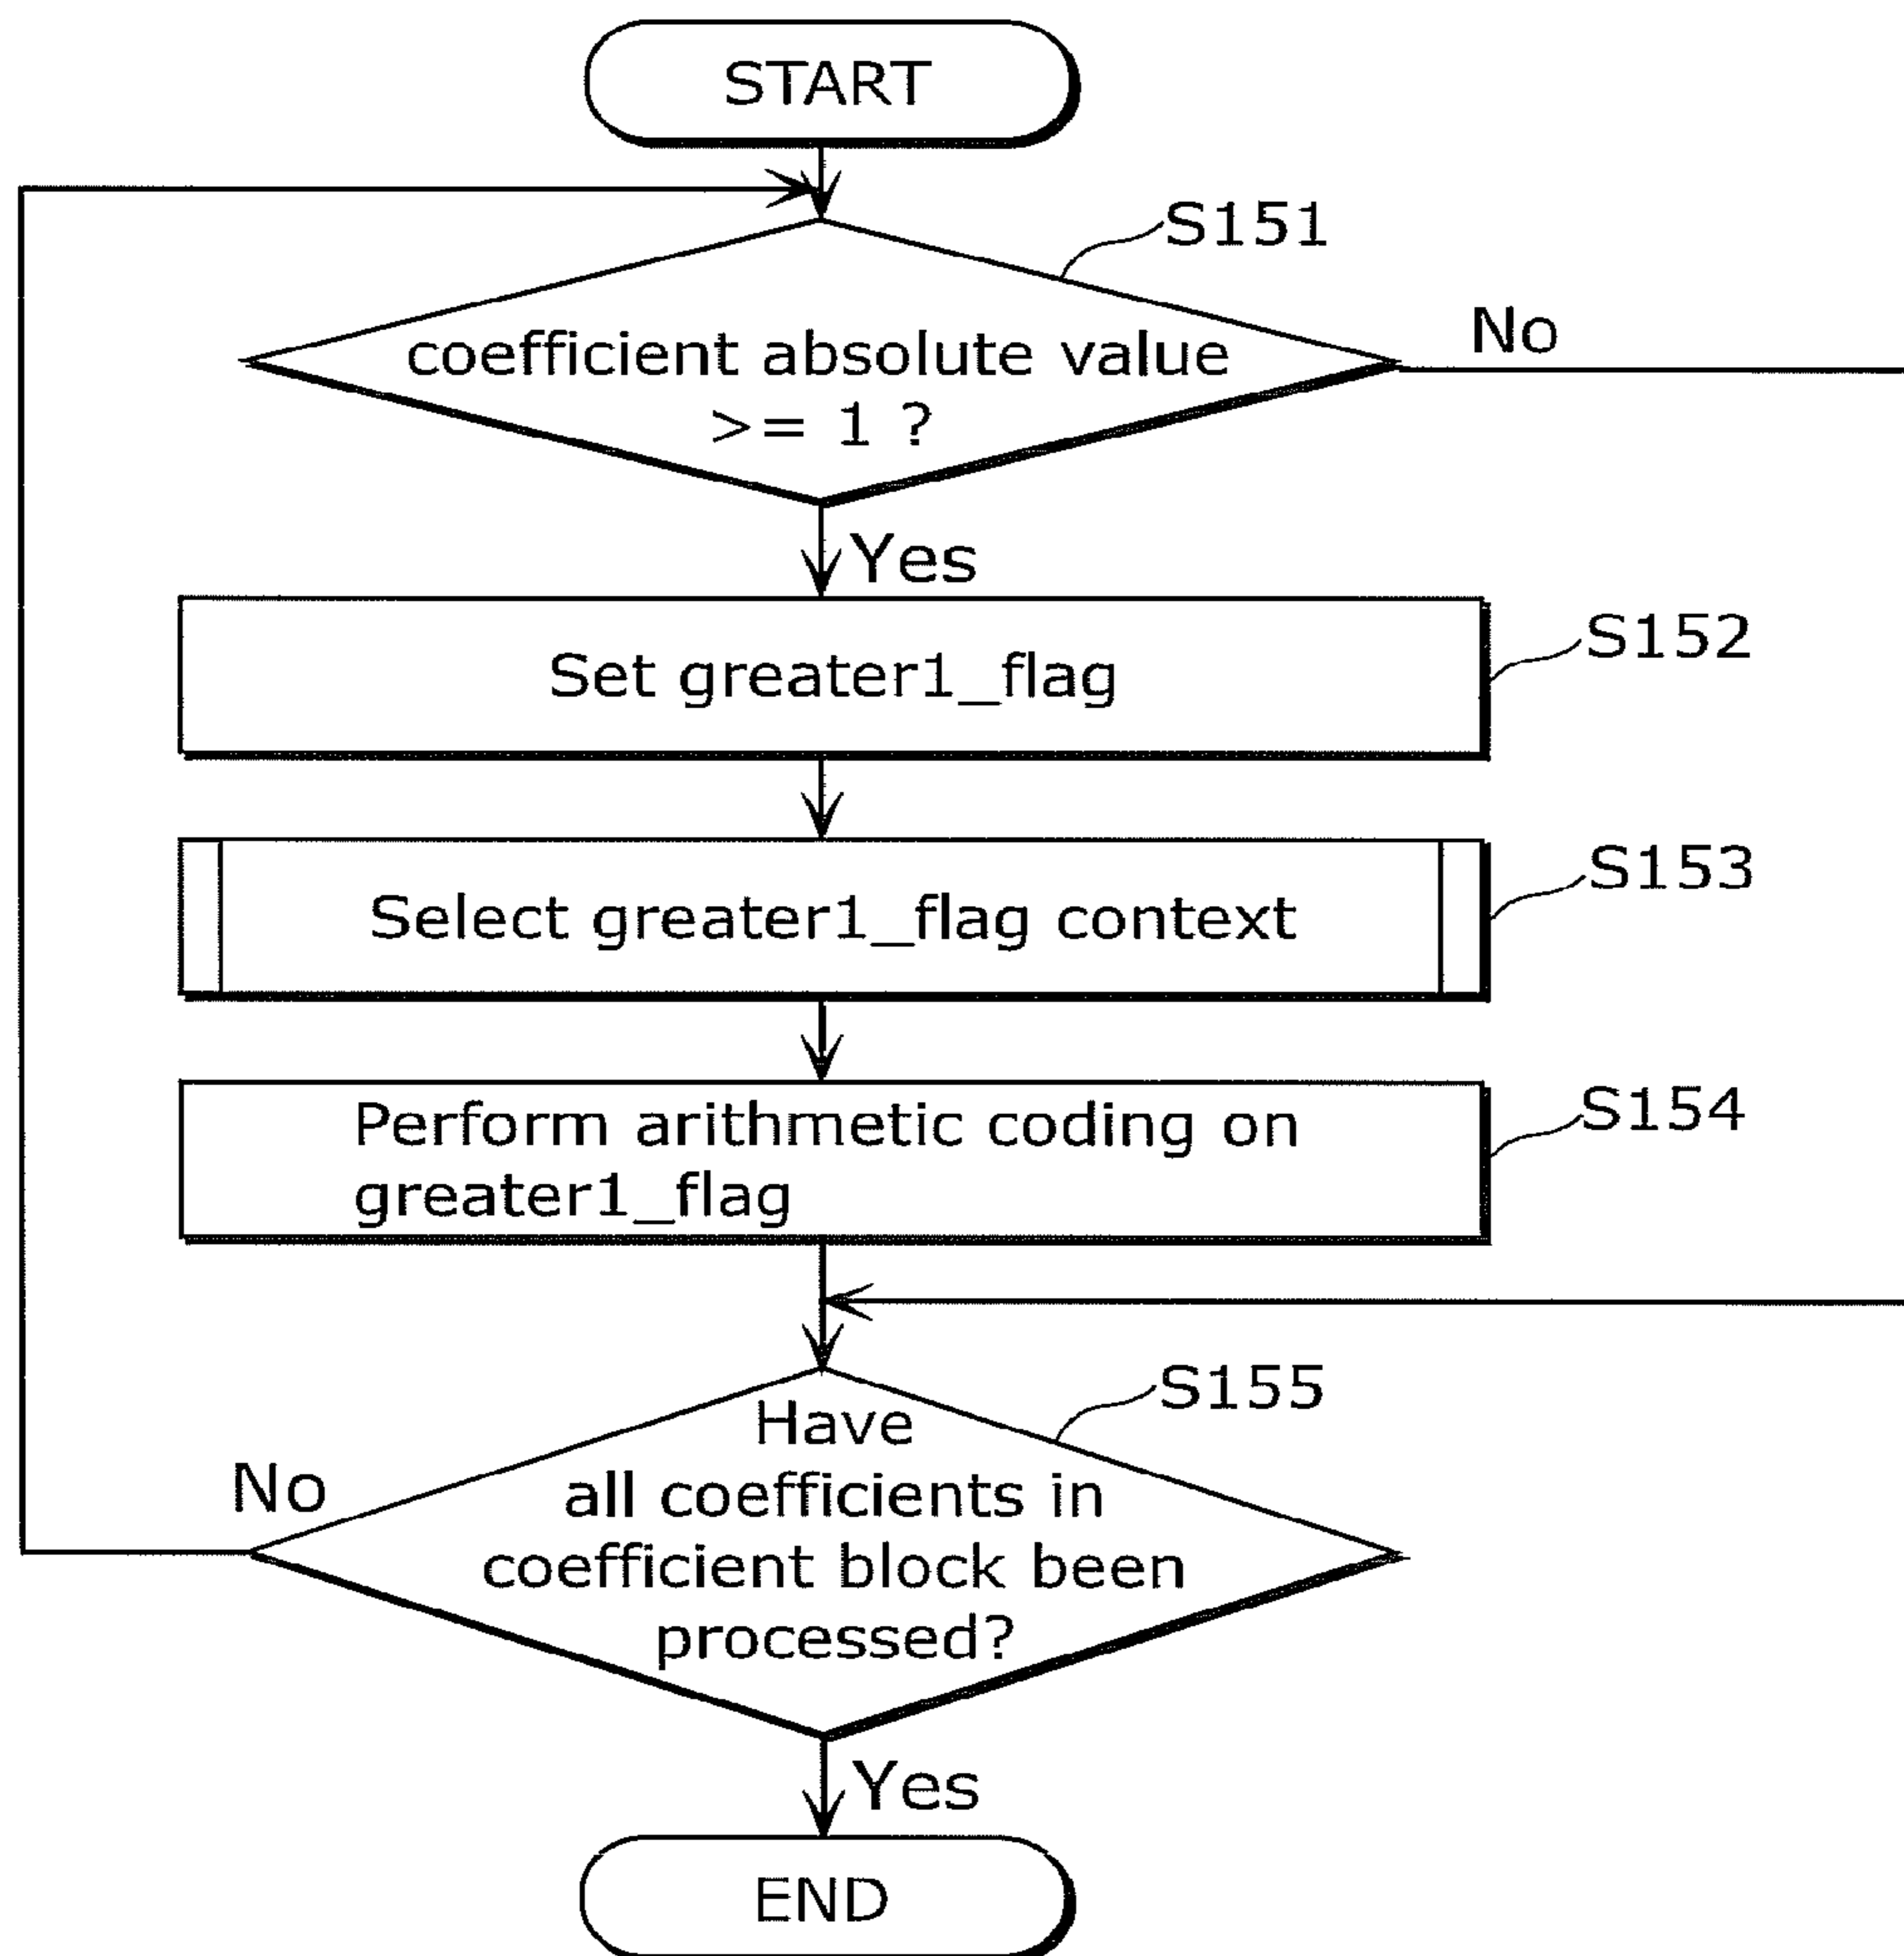 START
S151
coefficient absolute value
>= 1 ?
No
Yes
Set greater1_flag
S152
Select greater1_flag context
S153
Perform arithmetic coding on
greater1_flag
S154
S155
Have
all coefficients in
coefficient block been
processed?
No
Yes
END